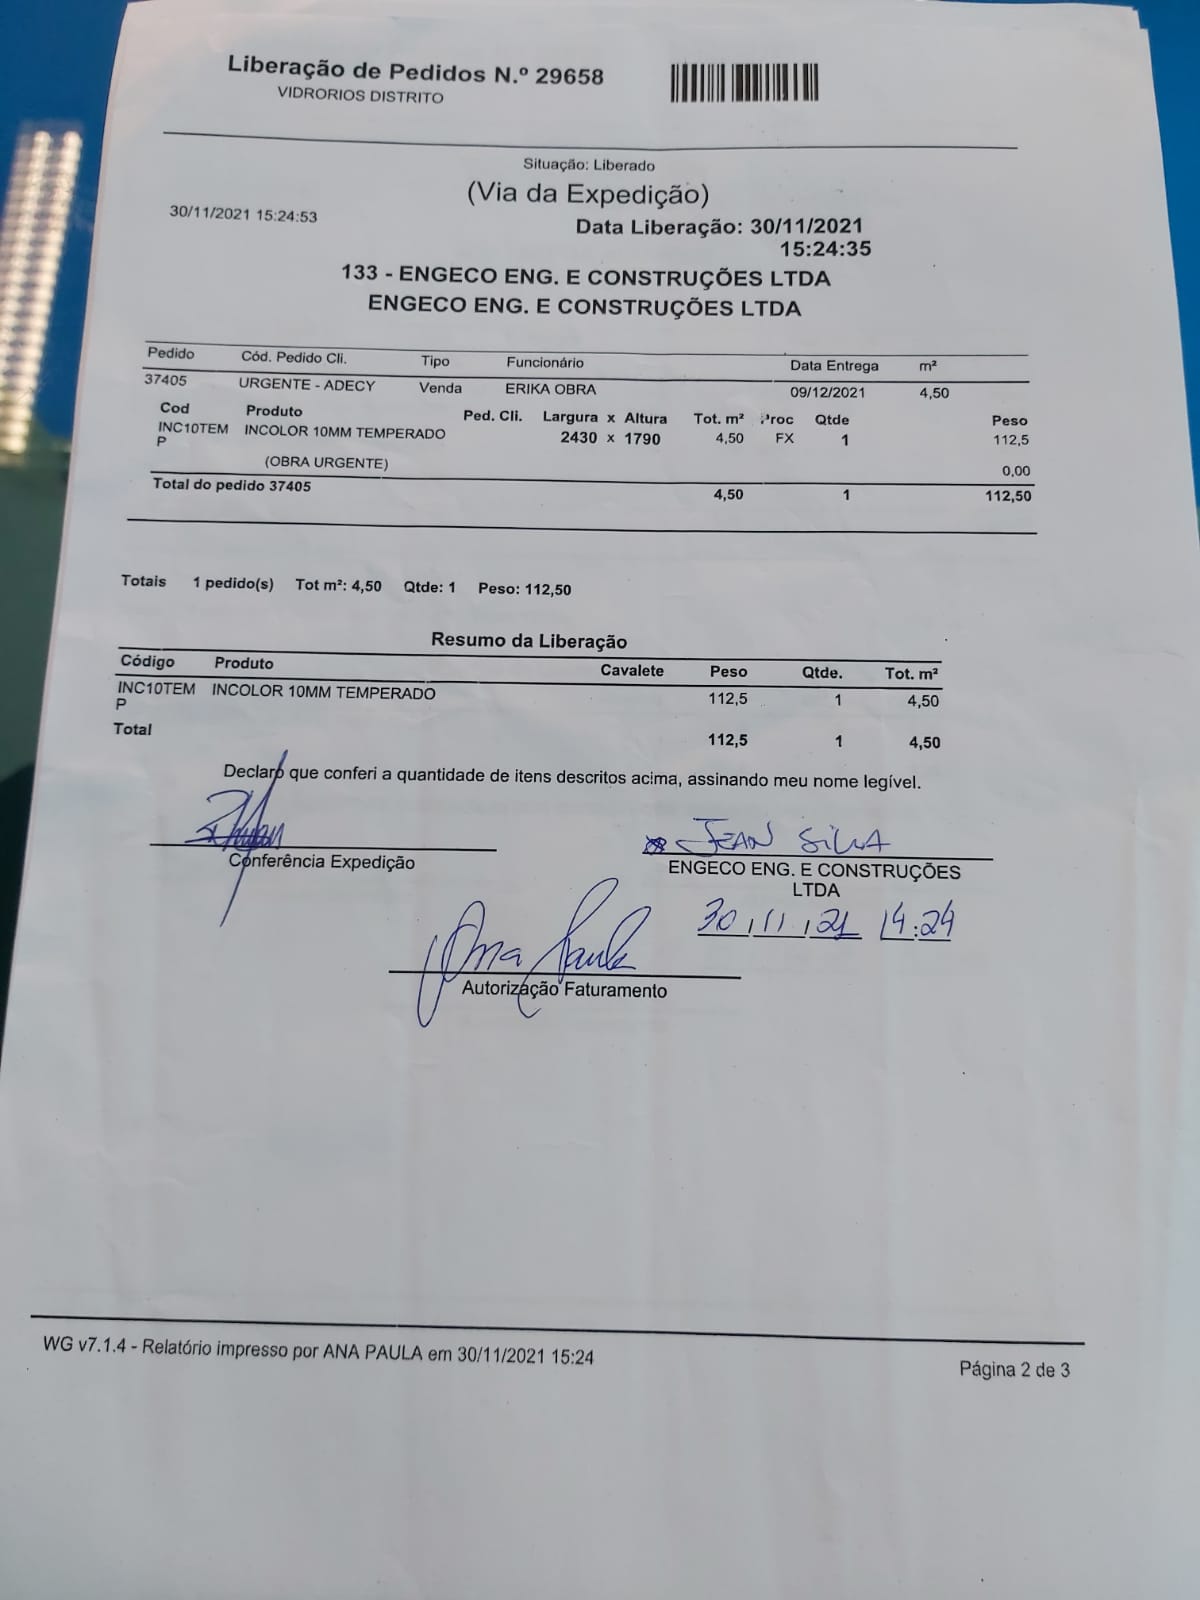 Liberação de Pedidos N.º 29658
VIDRORIOS DISTRITO
Situação: Liberado
(Via da Expedição)
30/11/2021 15:24:53
Data Liberação: 30/11/2021
15:24:35
133 - ENGECO ENG. E CONSTRUÇÕES LTDA
ENGECO ENG. E CONSTRUÇÕES LTDA
Pedido Cód. Pedido Cli. Tipo Funcionário Data Entrega m²
37405 URGENTE - ADECY Venda ERIKA OBRA 09/12/2021 4,50
Cod Produto Ped. Cli. Largura x Altura Tot. m² Proc Qtde Peso
INC10TEM INCOLOR 10MM TEMPERADO 2430 x 1790 4,50 FX 1 112,5
P
(OBRA URGENTE) 0,00
Total do pedido 37405 4,50 1 112,50
Totais 1 pedido(s) Tot m²: 4,50 Qtde: 1 Peso: 112,50
Resumo da Liberação
Código Produto Cavalete Peso Qtde. Tot. m²
INC10TEM INCOLOR 10MM TEMPERADO 112,5 1 4,50
P
Total 112,5 1 4,50
Declaro que conferi a quantidade de itens descritos acima, assinando meu nome legível.
JEAN SILVA
Conferência Expedição
ENGECO ENG. E CONSTRUÇÕES
LTDA
30/11/21 14:24
Ana Paula
Autorização Faturamento
WG v7.1.4 - Relatório impresso por ANA PAULA em 30/11/2021 15:24
Página 2 de 3